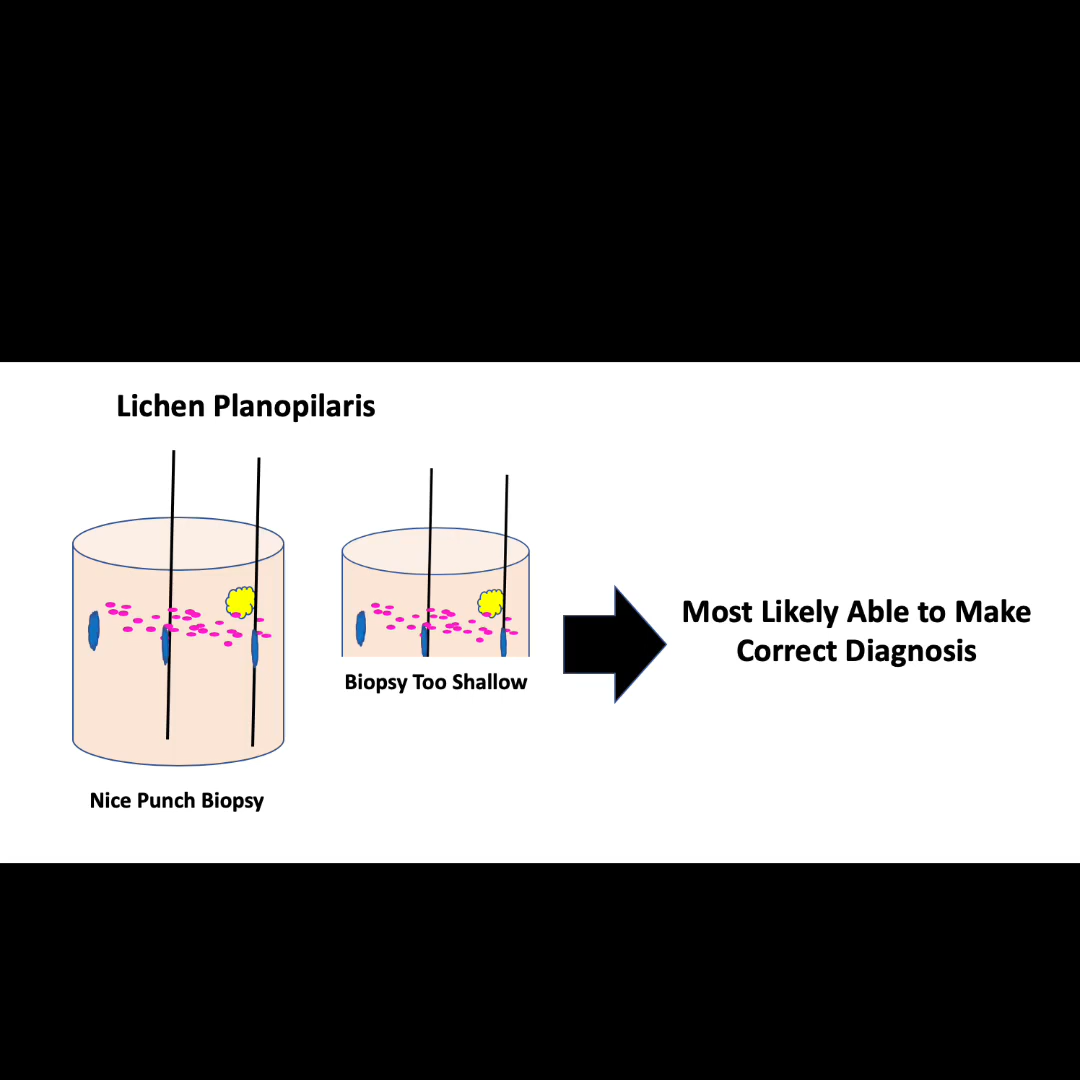 Lichen Planopilaris
Biopsy Too Shallow
Nice Punch Biopsy
Most Likely Able to Make
Correct Diagnosis